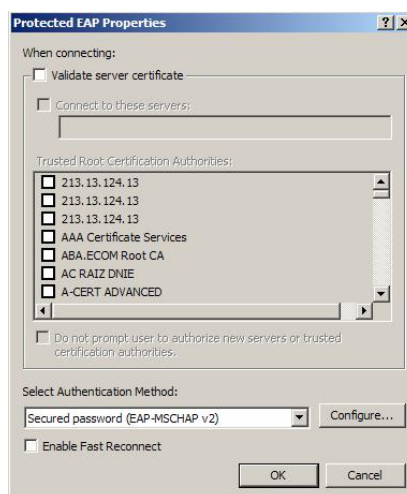 Protected EAP Properties
When connecting:
Validate server certificate
Connect to these servers:
Trusted Root Certification Authorities:
213.13.124.13
213.13.124.13
213.13.124.13
AAA Certificate Services
ABA.ECOM Root CA
AC RAIZ DNIE
A-CERT ADVANCED
Do not prompt user to authorize new servers or trusted
certification authorities.
Select Authentication Method:
Secured password (EAP-MSCHAP v2) Configure...
Enable Fast Reconnect
OK Cancel